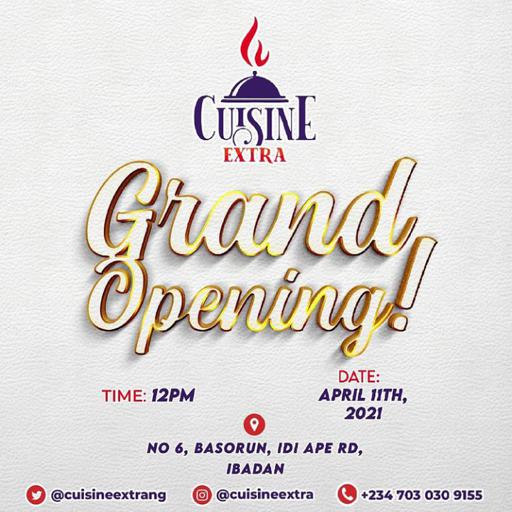 CUISINE
EXTRA
Grand
Opening!
TIME: 12PM
DATE:
APRIL 11TH,
2021
NO 6, BASORUN, IDI APE RD,
IBADAN
@cuisineextrang @cuisineextra +234 703 030 9155